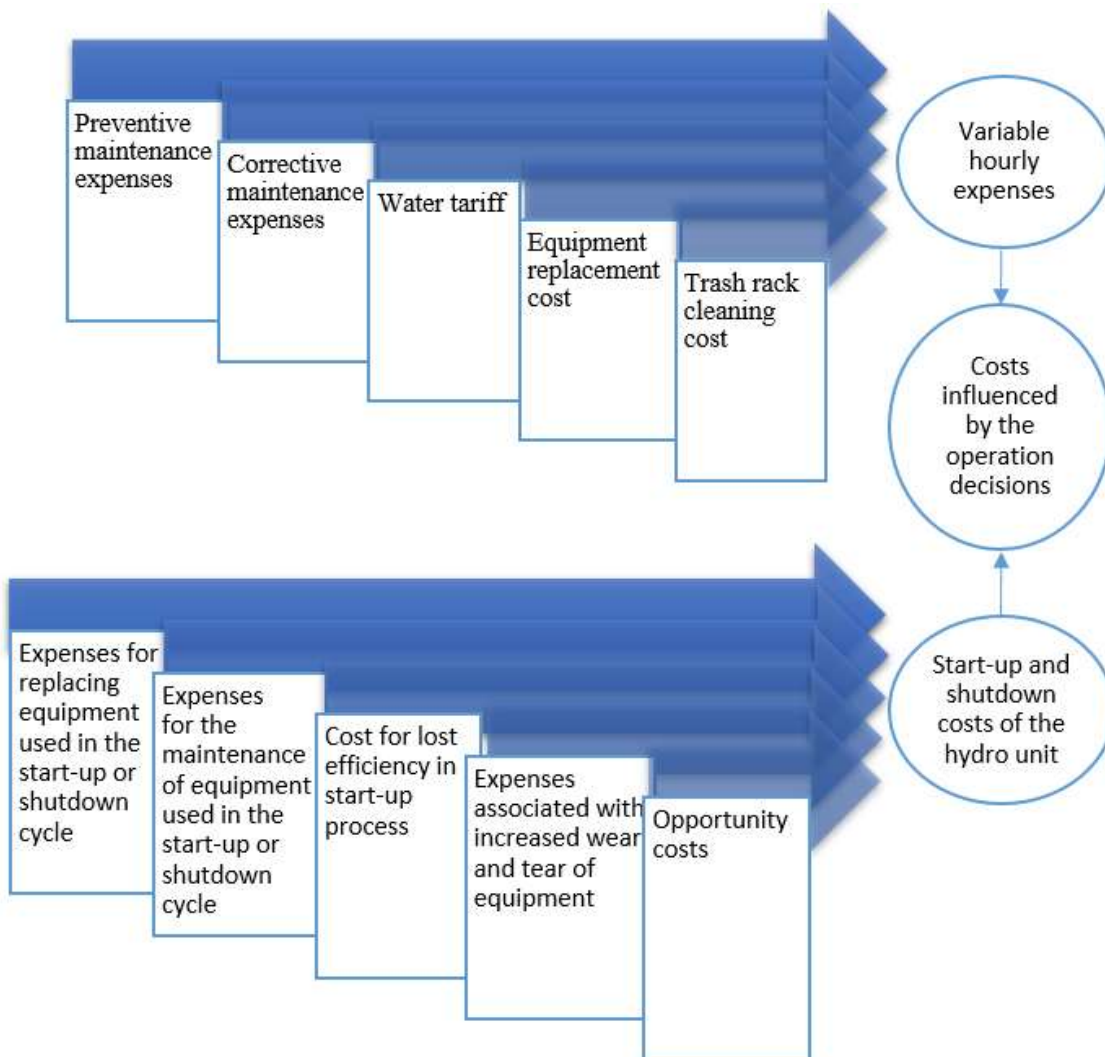 Preventive
maintenance
expenses
Corrective
maintenance
expenses
Water tariff
Equipment
replacement
cost
Trash rack
cleaning
cost
Variable
hourly
expenses
Costs
influenced
by the
operation
decisions
Expenses for
replacing
equipment
used in the
start-up or
shutdown
cycle
Expenses
for the
maintenance
of equipment
used in the
start-up or
shutdown
cycle
Cost for lost
efficiency in
start-up
process
Expenses
associated with
increased wear
and tear of
equipment
Opportunity
costs
Start-up and
shutdown
costs of the
hydro unit